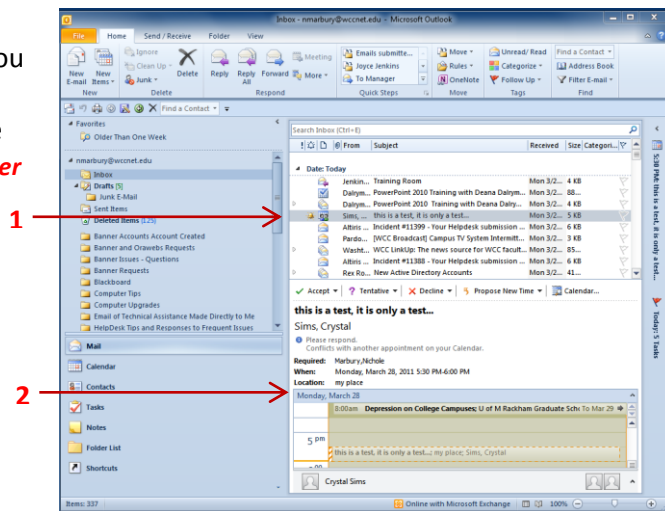 ou
e
er
1
2
Inbox - nmarbury@wccnet.edu - Microsoft Outlook
File Home Send / Receive Folder View
New E-mail
New Items
New
Ignore
Clean Up
Junk
Delete
Delete
Reply
Reply All
Forward
Meeting
More
Respond
Emails submitte...
Joyce Jenkins
To Manager
Quick Steps
Move
Rules
OneNote
Move
Unread/ Read
Categorize
Follow Up
Tags
Find a Contact
Address Book
Filter E-mail
Find
Find a Contact
Favorites
Older Than One Week
nmarbury@wccnet.edu
Inbox
Drafts [5]
Junk E-Mail
Sent Items
Deleted Items [125]
Banner Accounts Account Created
Banner and Orawebs Requests
Banner Issues - Questions
Banner Requests
Blackboard
Computer Tips
Computer Upgrades
Email of Technical Assistance Made Directly to Me
HelpDesk Tips and Responses to Frequent Issues
Mail
Calendar
Contacts
Tasks
Notes
Folder List
Shortcuts
Search Inbox (Ctrl+E)
From Subject Received Size Categori...
Date: Today
Jenkin... Training Room Mon 3/2... 4 KB
Dalrym... PowerPoint 2010 Training with Deana Dalrym... Mon 3/2... 88...
Dalrym... PowerPoint 2010 Training with Deana Dalry... Mon 3/2... 4 KB
Sims, ... this is a test, it is only a test... Mon 3/2... 5 KB
Altiris ... Incident #11399 - Your Helpdesk submission ... Mon 3/2... 6 KB
Pardo... [WCC Broadcast] Campus TV System Intermitt... Mon 3/2... 3 KB
Washt... WCC LinkUp: The news source for WCC facult... Mon 3/2... 85...
Altiris ... Incident #11388 - Your Helpdesk submission ... Mon 3/2... 6 KB
Rex Ro... New Active Directory Accounts Mon 3/2... 41...
Accept Tentative Decline Propose New Time Calendar...
this is a test, it is only a test...
Sims, Crystal
Please respond.
Conflicts with another appointment on your Calendar.
Required: Marbury,Nichole
When: Monday, March 28, 2011 5:30 PM-6:00 PM
Location: my place
Monday, March 28
8:00am Depression on College Campuses; U of M Rackham Graduate Sch To Mar 29
5 pm
this is a test, it is only a test...; my place; Sims, Crystal
Crystal Sims
5:30 PM: this is a test, it is only a test...
Today: 5 Tasks
Items: 337
Online with Microsoft Exchange
100%